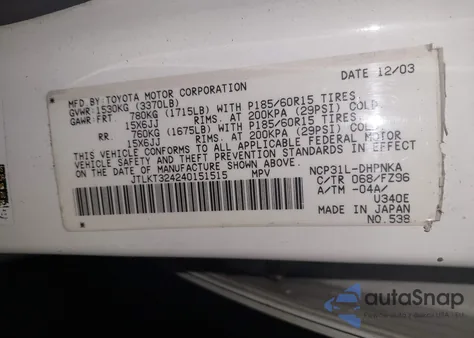 MFD BY: TOYOTA MOTOR CORPORATION DATE 12/03
GVWR: 1530KG (3370LB)
GAWR: FRT. 780KG (1715LB) WITH P185/60R15 TIRES,
15X6JJ RIMS. AT 200KPA (29PSI) COLD
RR. 760KG (1675LB) WITH P185/60R15 TIRES,
15X6JJ RIMS. AT 200KPA (29PSI) COLD
THIS VEHICLE CONFORMS TO ALL APPLICABLE FEDERAL MOTOR
VEHICLE SAFETY AND THEFT PREVENTION STANDARDS IN EFFECT
ON THE DATE OF MANUFACTURE SHOWN ABOVE.
JTLKT324240151515 MPV
NCP31L-DHPNKA
C/TR 068/FZ96
A/TM -04A/
U340E
MADE IN JAPAN
NO.538
autoSnap